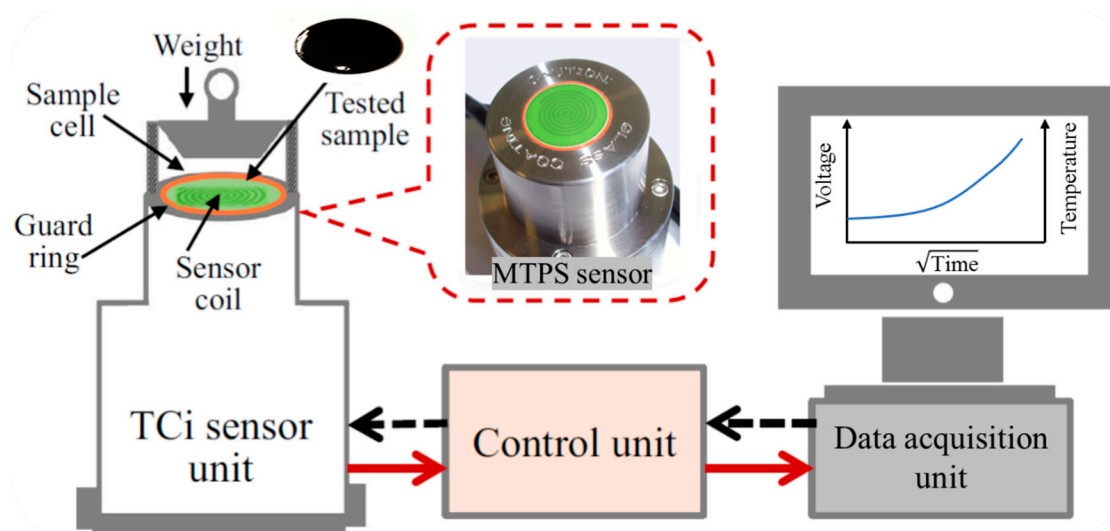 Weight
Sample
cell
Tested
sample
Guard
ring
Sensor
coil
CAUTION:
GLASS COATING
MTPS sensor
Voltage
Temperature
√Time
TCi sensor
unit
Control unit
Data acquisition
unit